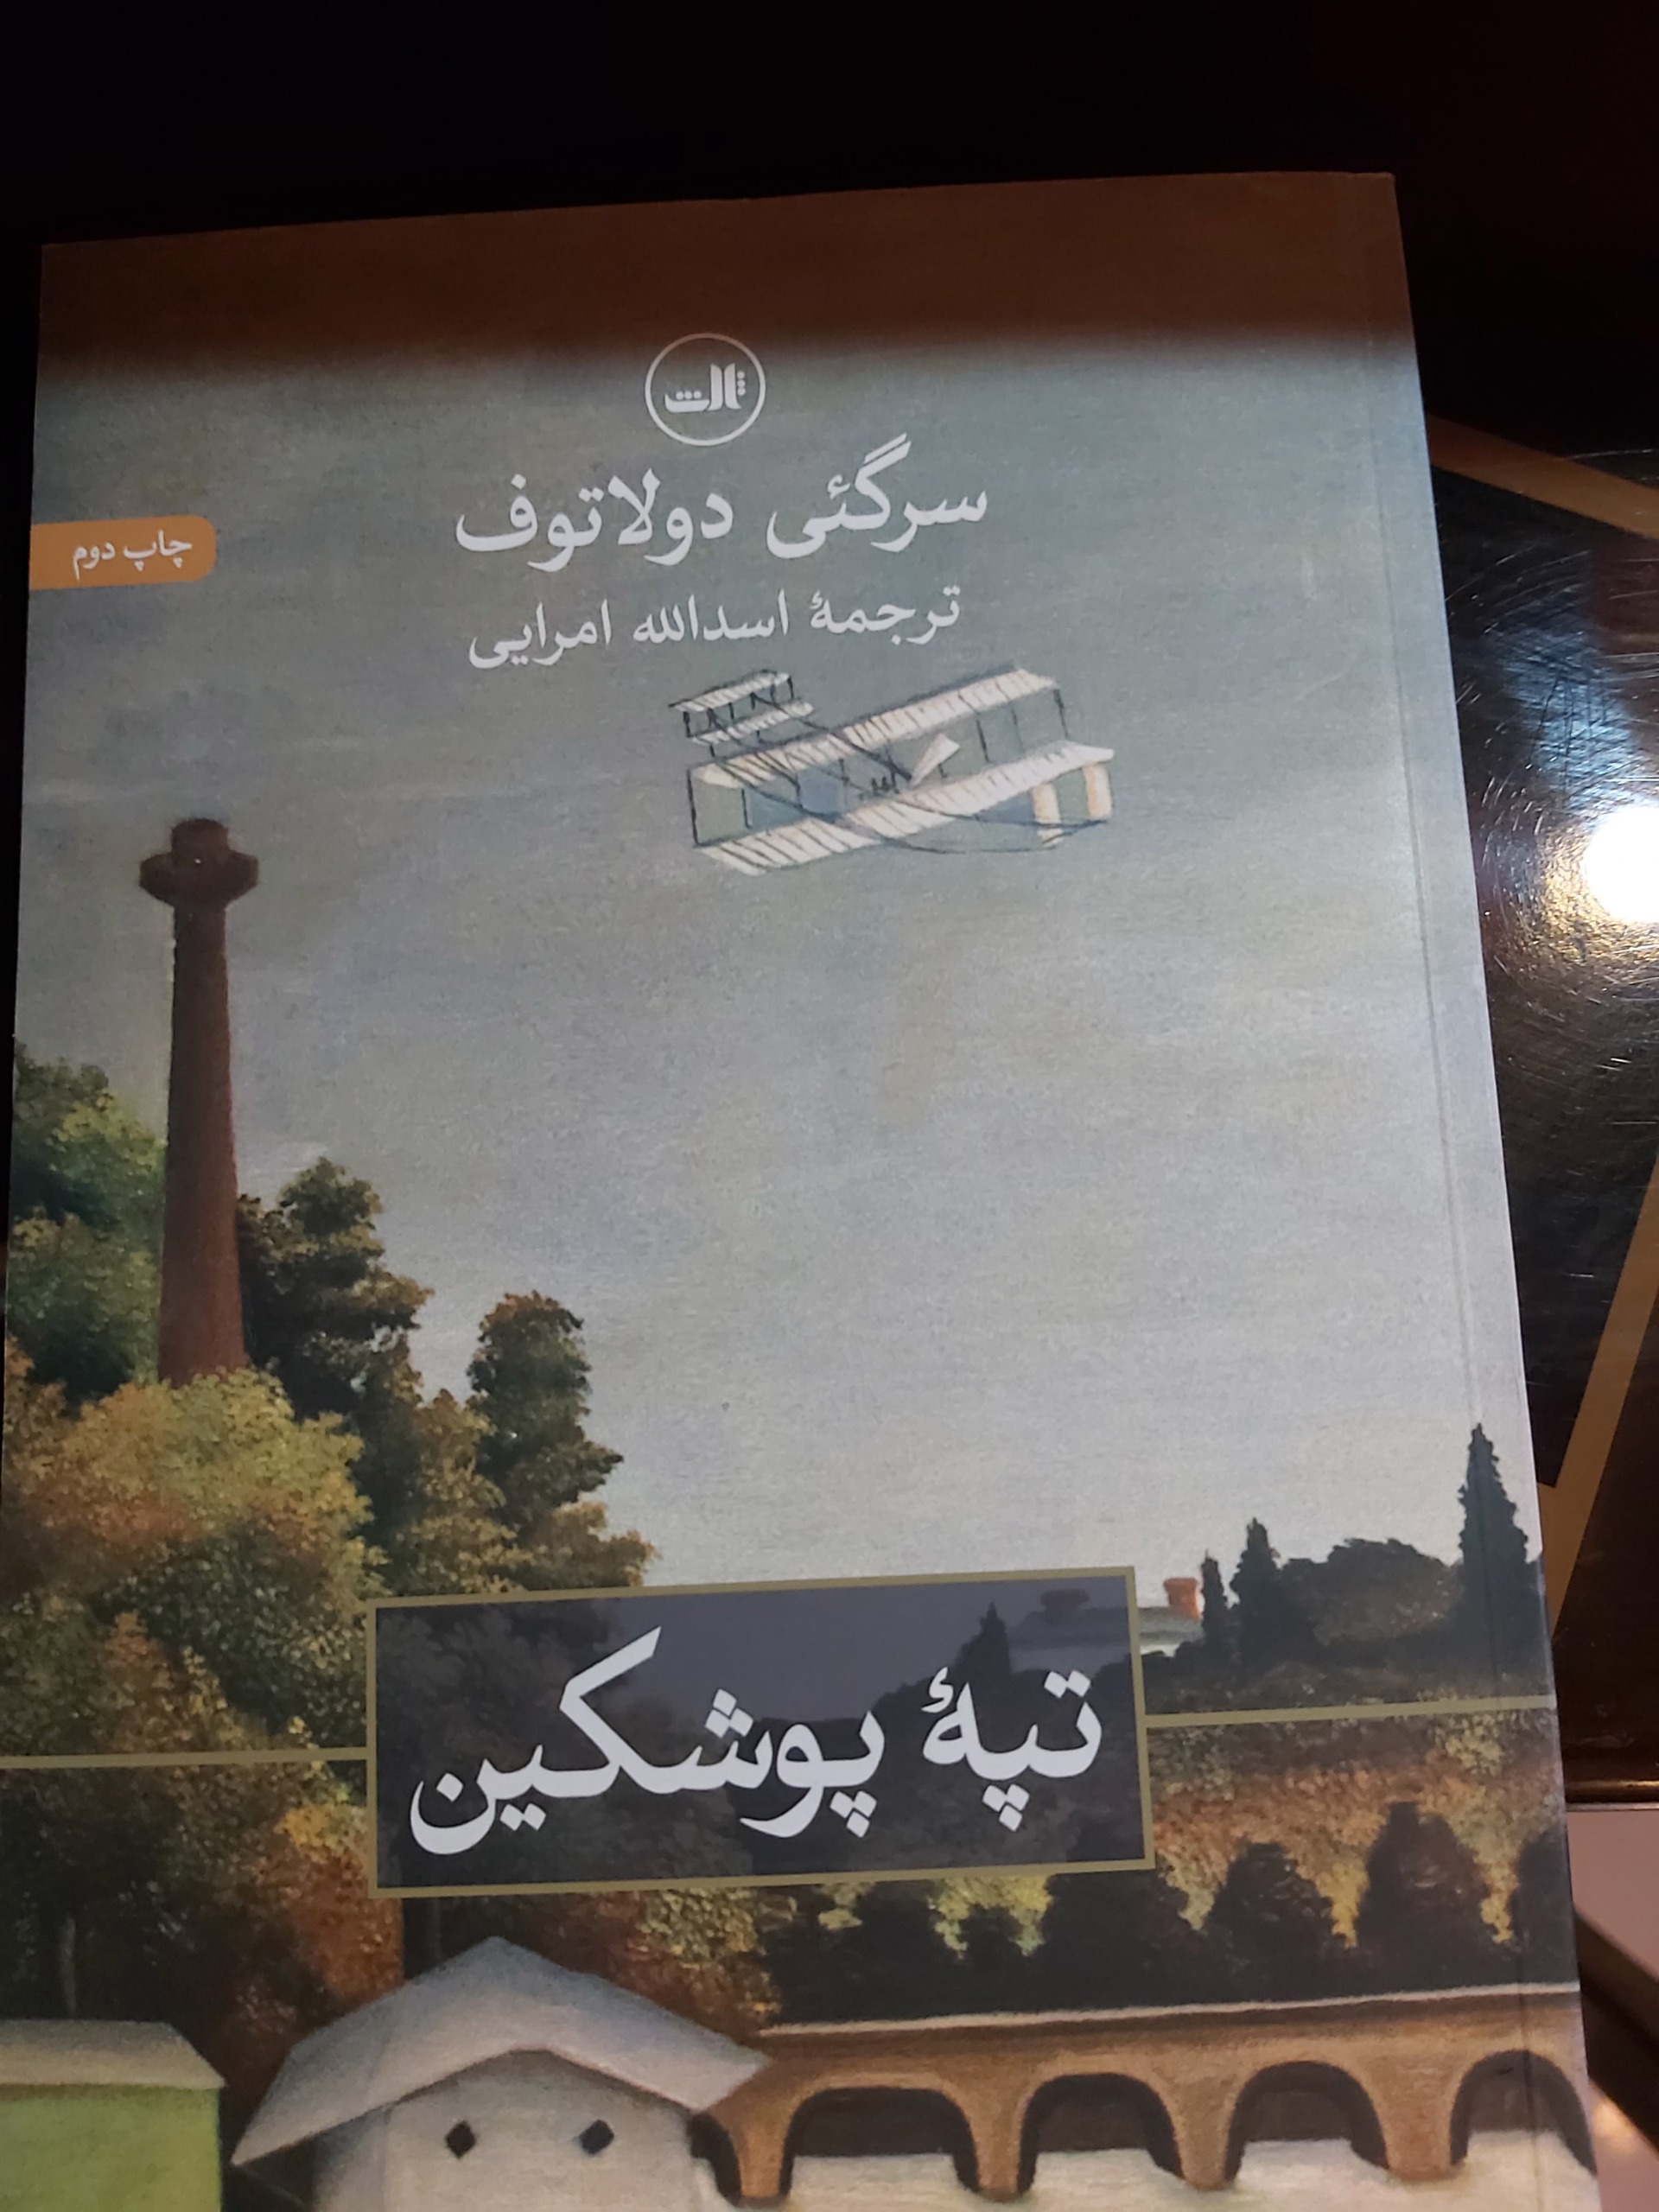 ثالث
سرگئی دولاتوف
ترجمهٔ اسدالله امرایی
چاپ دوم
تپهٔ پوشکین